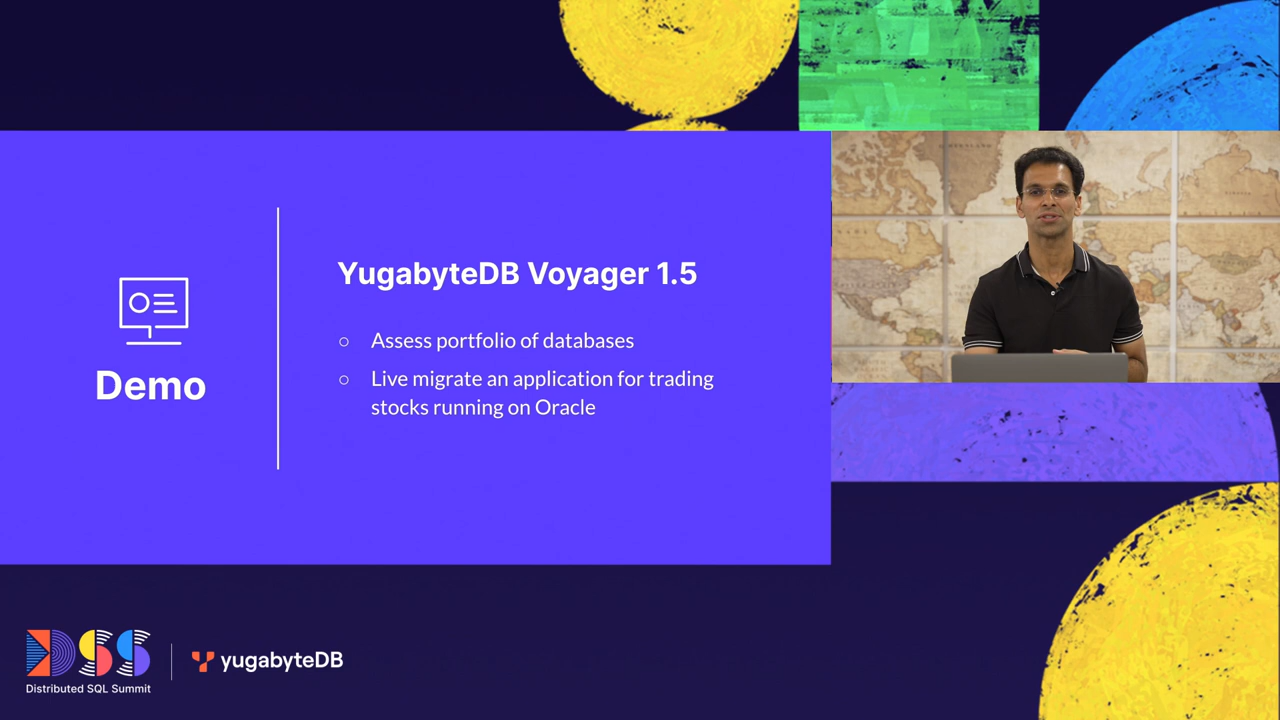 Demo
YugabyteDB Voyager 1.5
○ Assess portfolio of databases
○ Live migrate an application for trading
stocks running on Oracle
DSS
Distributed SQL Summit
yugabyteDB